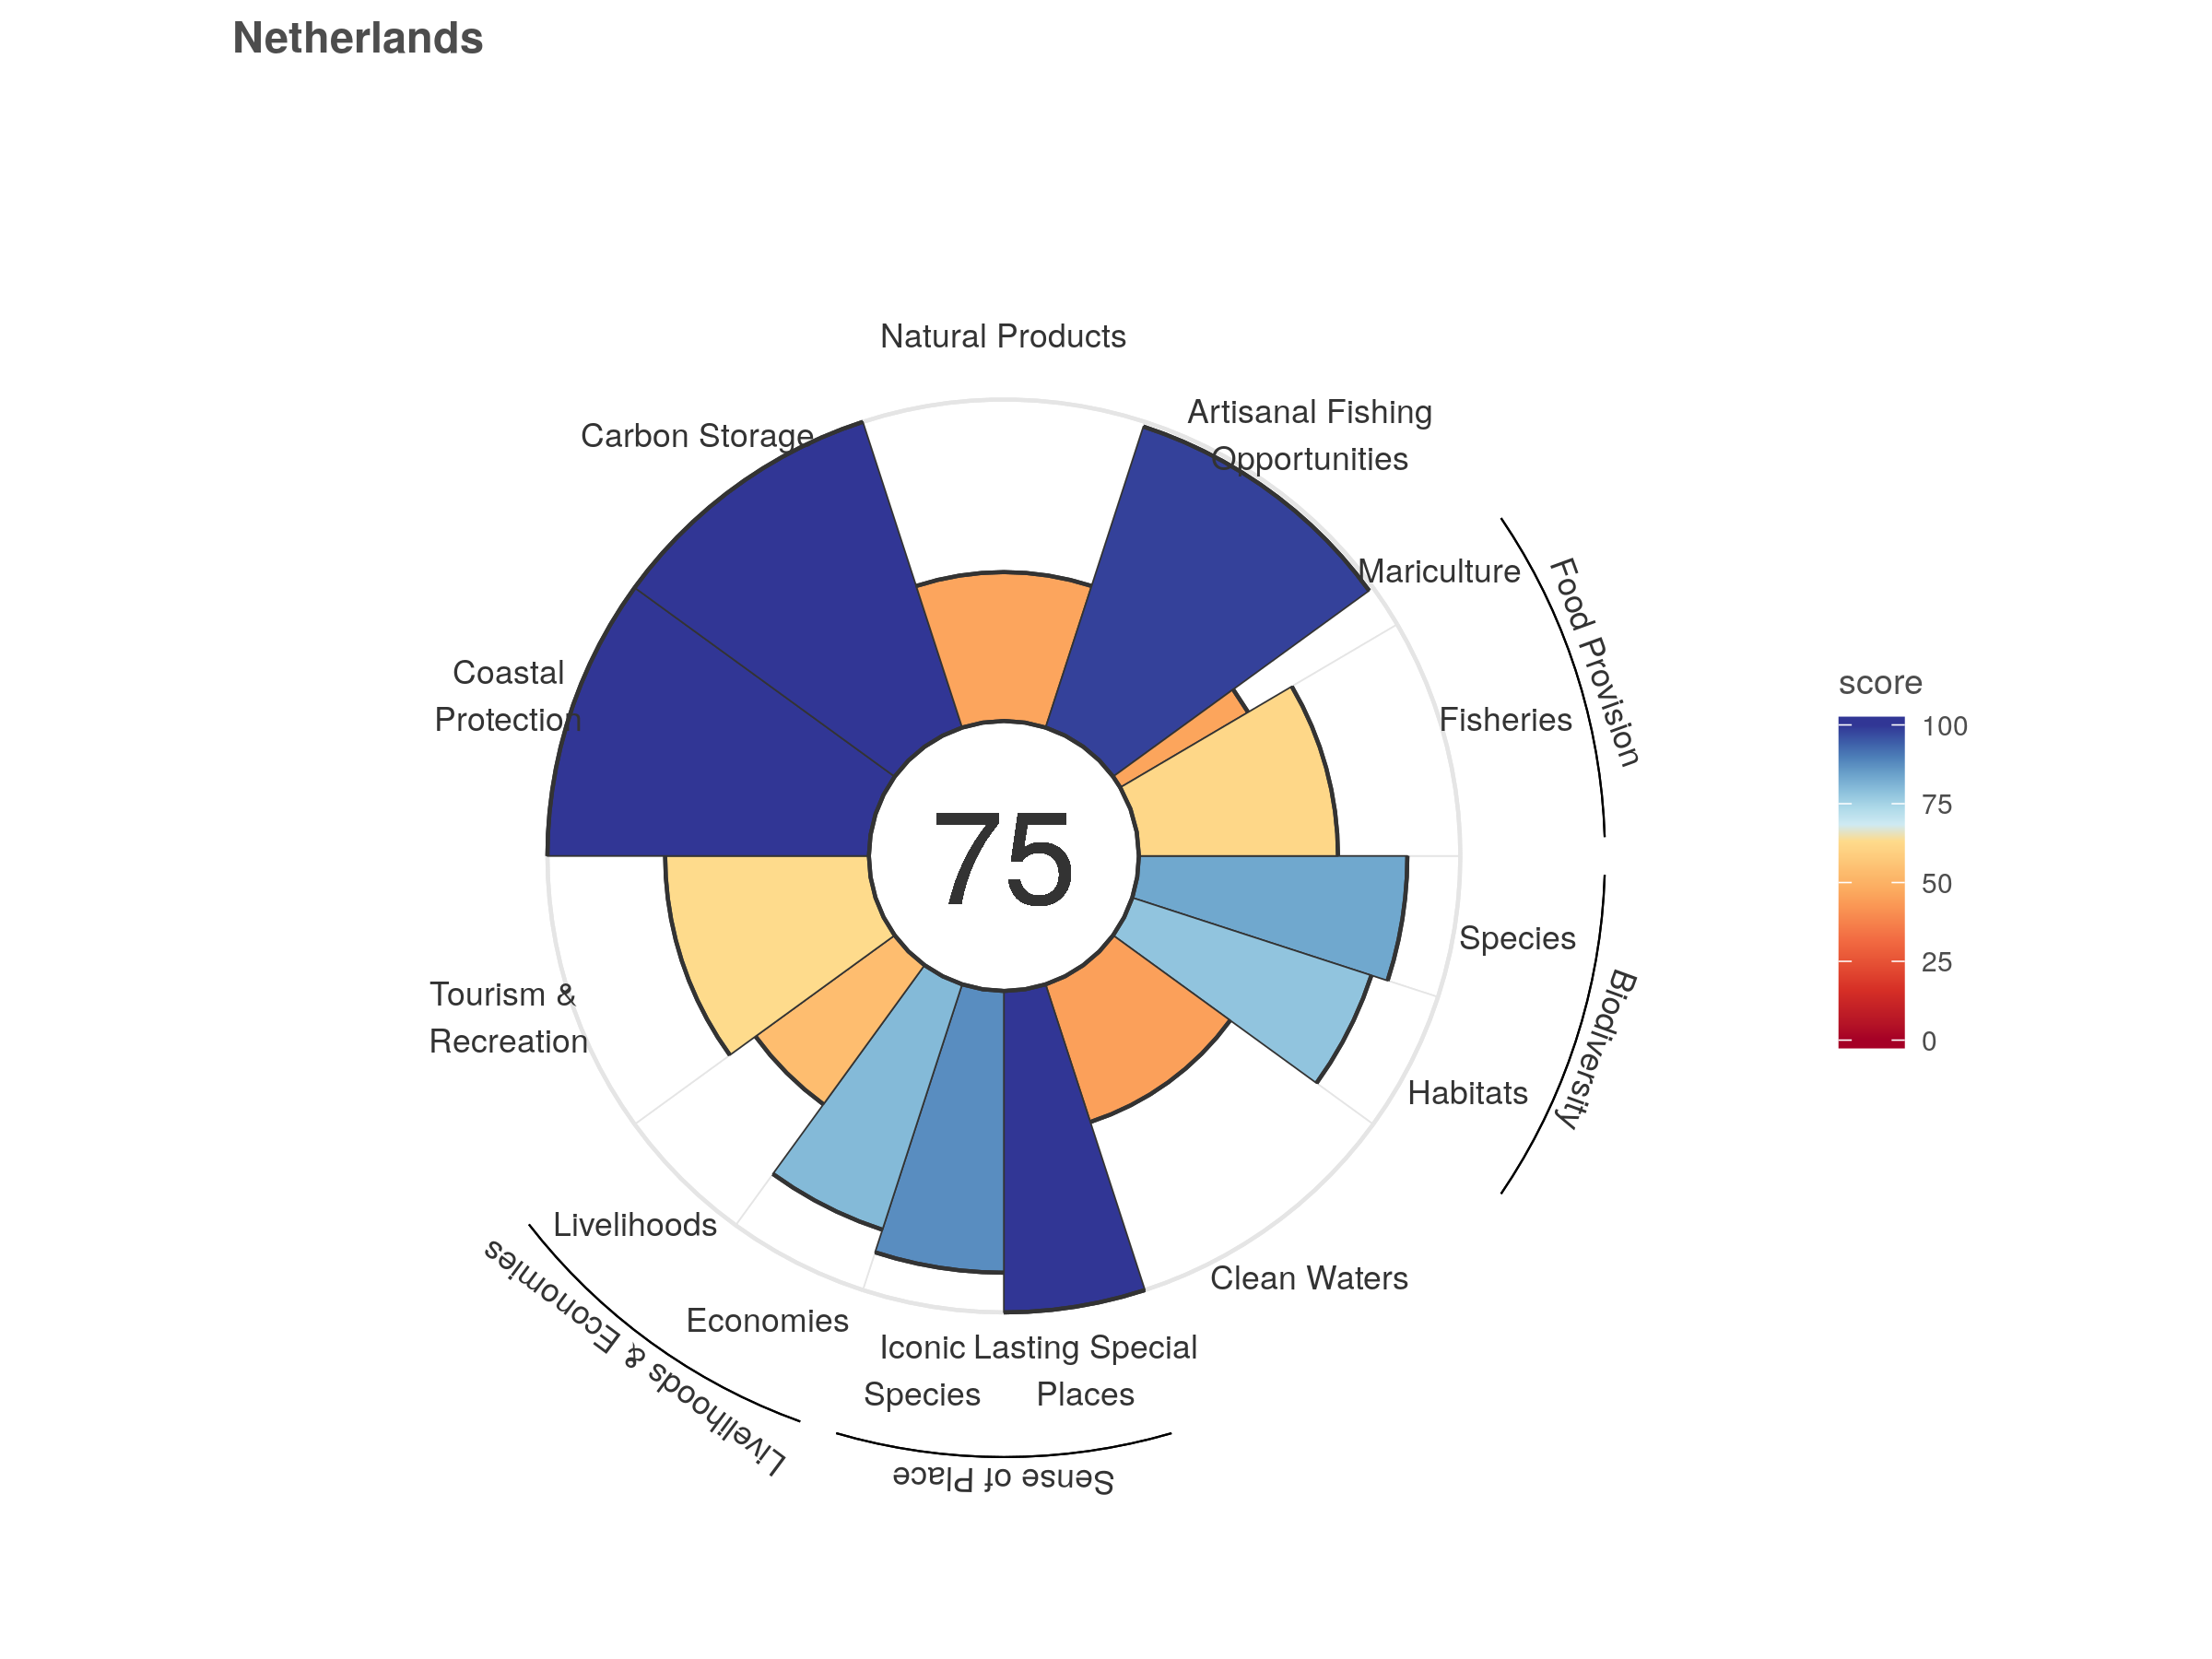 Netherlands
Natural Products
Artisanal Fishing
Opportunities
Carbon Storage
Mariculture
Food Provision
Coastal
Protection
Fisheries
score
100
75
50
25
0
75
Species
Biodiversity
Tourism &
Recreation
Habitats
Livelihoods
Livelihoods & Economies
Clean Waters
Economies
Iconic
Species
Lasting Special
Places
Sense of Place